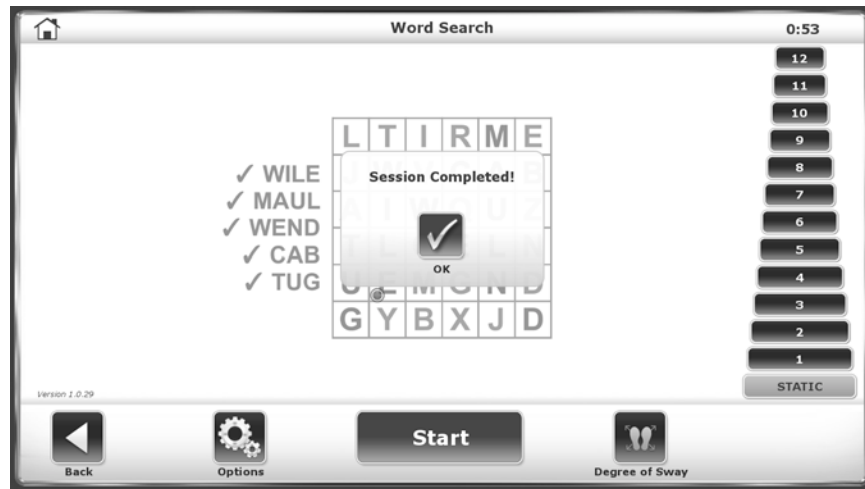 Word Search
0:53
12
11
10
9
8
7
6
5
4
3
2
1
STATIC
✓ WILE
✓ MAUL
✓ WEND
✓ CAB
✓ TUG
L T I R M E
G Y B X J D
Session Completed!
OK
Version 1.0.29
Back
Options
Start
Degree of Sway